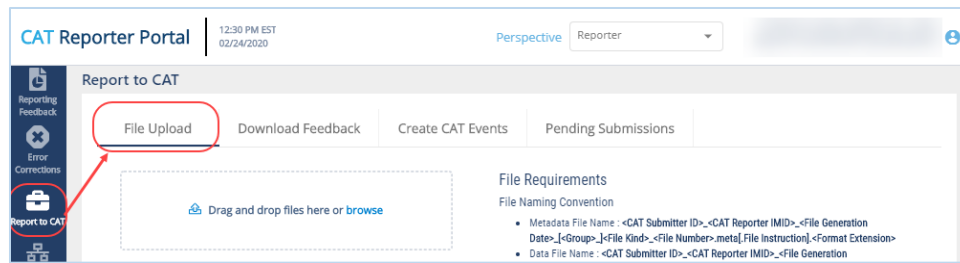 CAT Reporter Portal
12:30 PM EST
02/24/2020
Perspective
Reporter
Reporting
Feedback
Error
Corrections
Report to CAT
Report to CAT
File Upload
Download Feedback
Create CAT Events
Pending Submissions
Drag and drop files here or browse
File Requirements
File Naming Convention
Metadata File Name : <CAT Submitter ID>_<CAT Reporter IMID>_<File Generation
Date>_[<Group>_]<File Kind>_<File Number>.meta[.File Instruction].<Format Extension>
Data File Name : <CAT Submitter ID>_<CAT Reporter IMID>_<File Generation